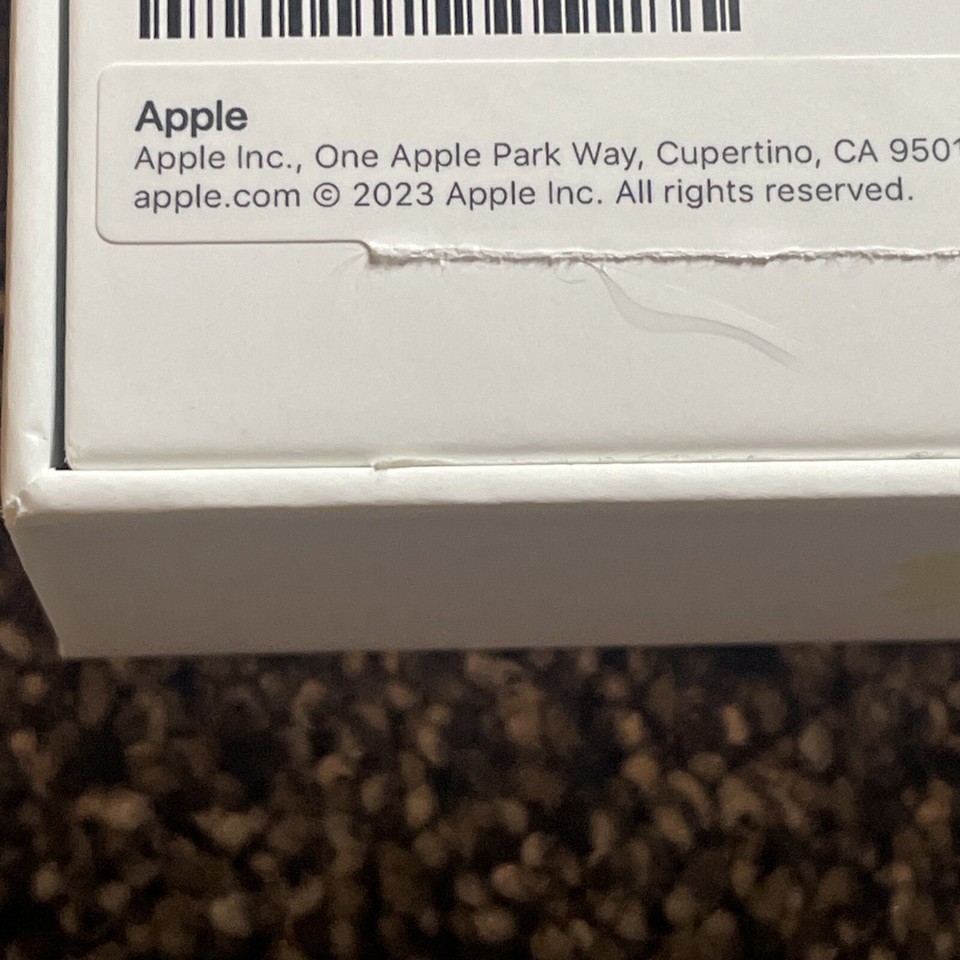 Apple
Apple Inc., One Apple Park Way, Cupertino, CA
apple.com © 2023 Apple Inc. All rights reserved.